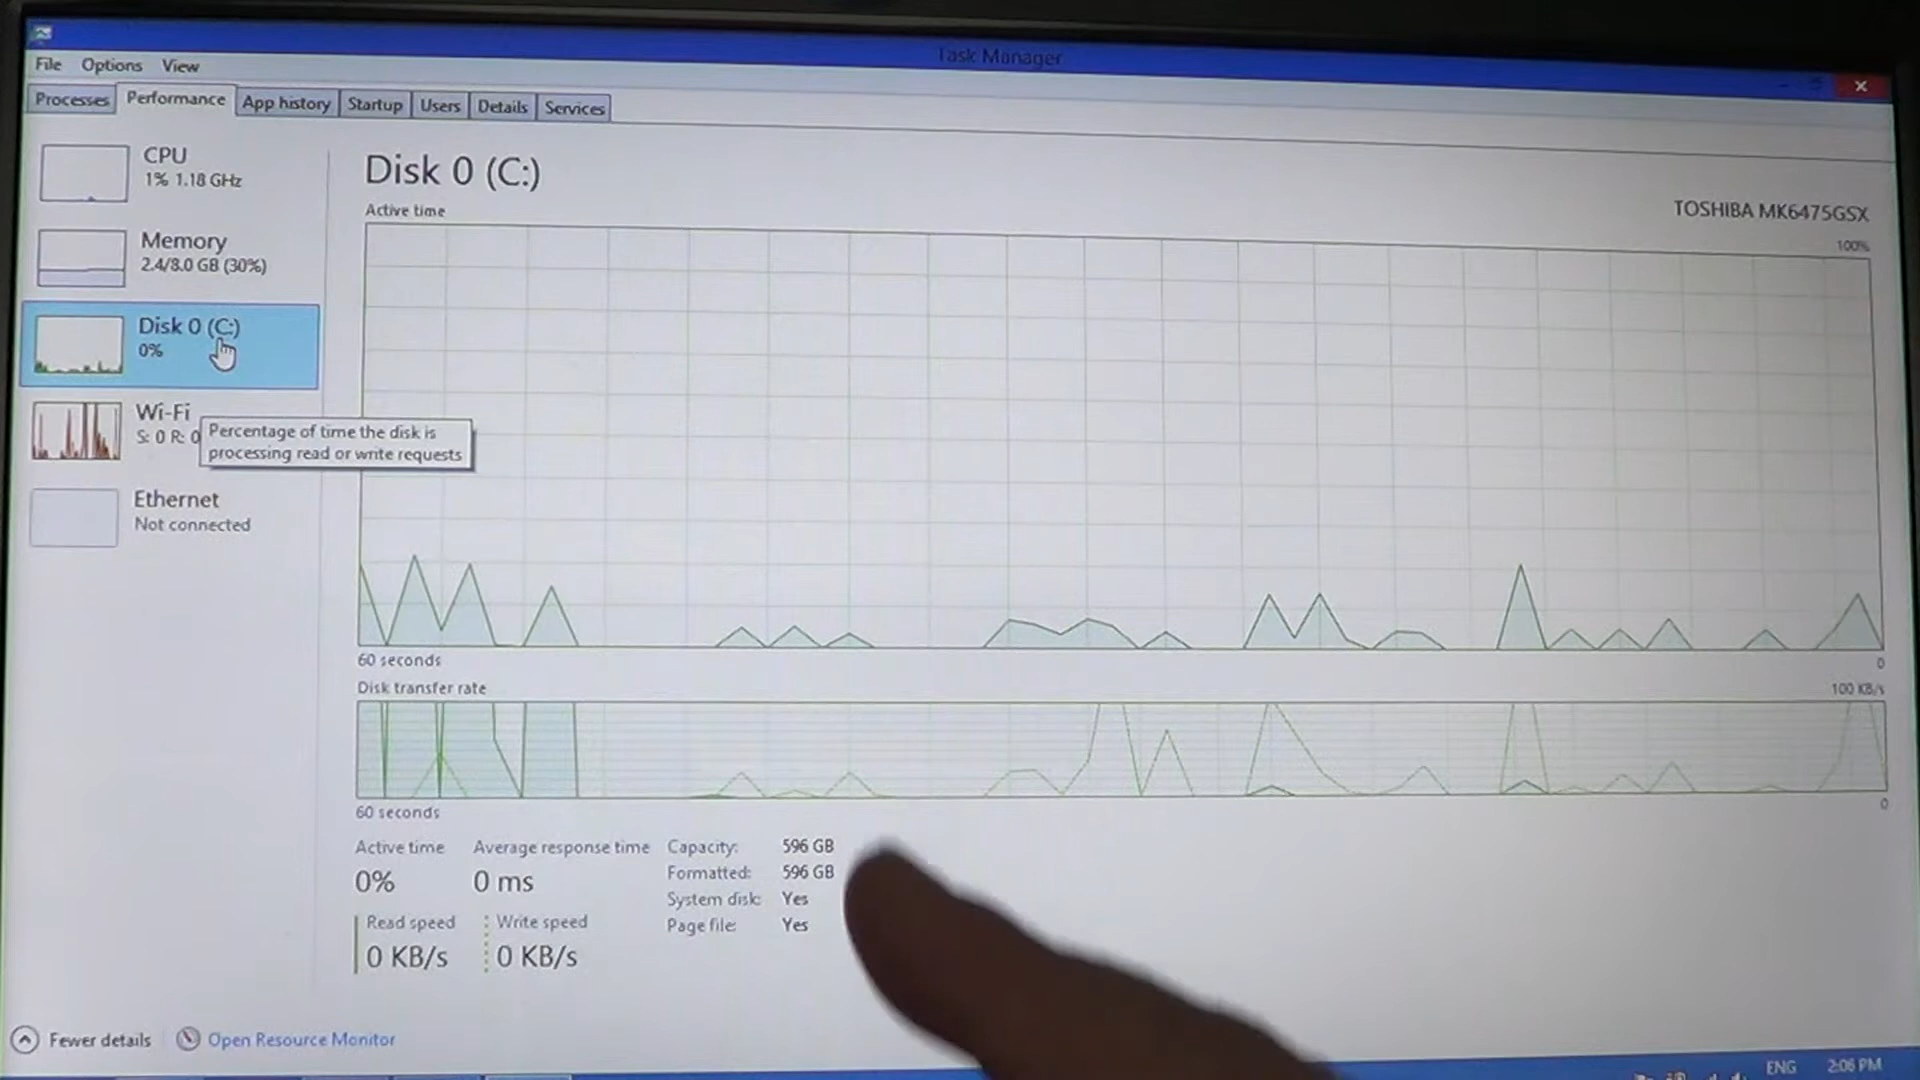 Task Manager
File Options View
Processes Performance App history Startup Users Details Services
CPU
1% 1.18 GHz
Memory
2.4/8.0 GB (30%)
Disk 0 (C:)
0%
Wi-Fi
S: 0 R: 0
Percentage of time the disk is
processing read or write requests
Ethernet
Not connected
Disk 0 (C:)
TOSHIBA MK6475GSX
Active time
100%
60 seconds
0
Disk transfer rate
100 KB/s
60 seconds
0
Active time
0%
Average response time
0 ms
Read speed
0 KB/s
Write speed
0 KB/s
Capacity: 596 GB
Formatted: 596 GB
System disk: Yes
Page file: Yes
Fewer details
Open Resource Monitor
ENG 2:06 PM